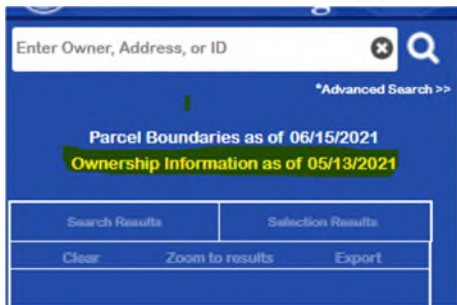 Enter Owner, Address, or ID
*Advanced Search >>
Parcel Boundaries as of 06/15/2021
Ownership Information as of 05/13/2021
Search Results
Selection Results
Clear
Zoom to results
Export